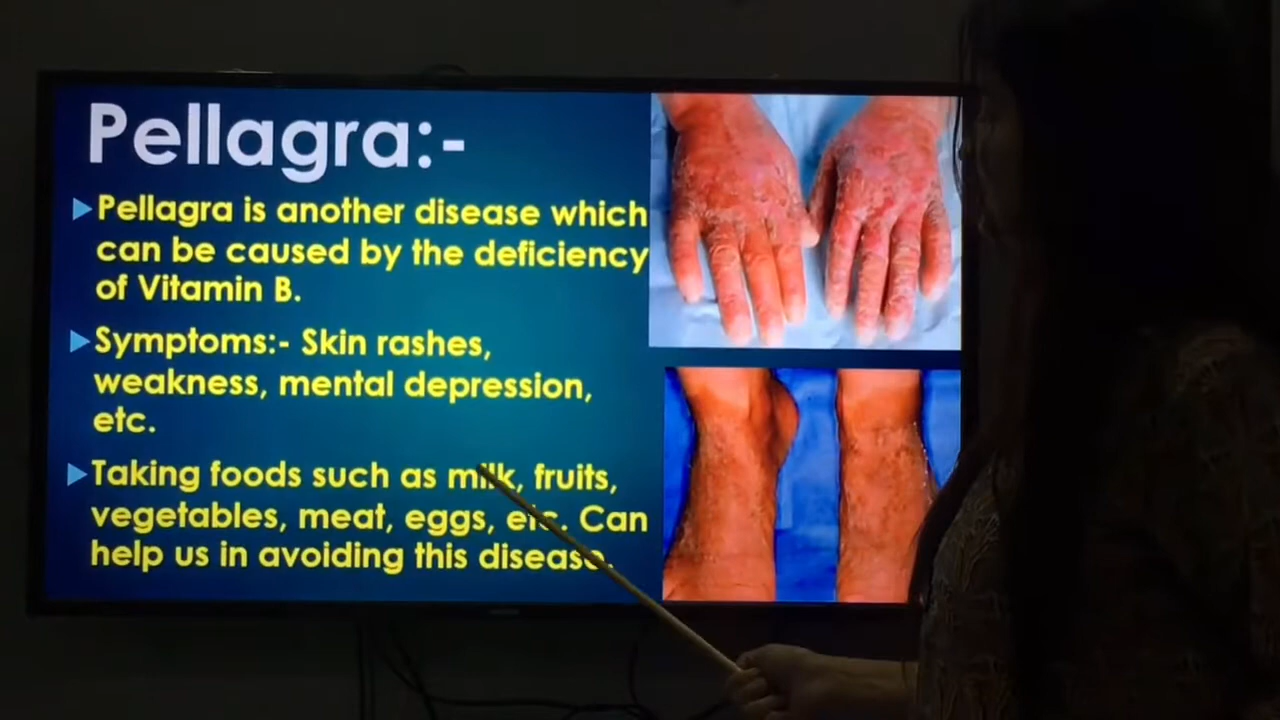 Pellagra:-
Pellagra is another disease which
can be caused by the deficiency
of Vitamin B.
Symptoms:- Skin rashes,
weakness, mental depression,
etc.
Taking foods such as milk, fruits,
vegetables, meat, eggs, etc. Can
help us in avoiding this disease.